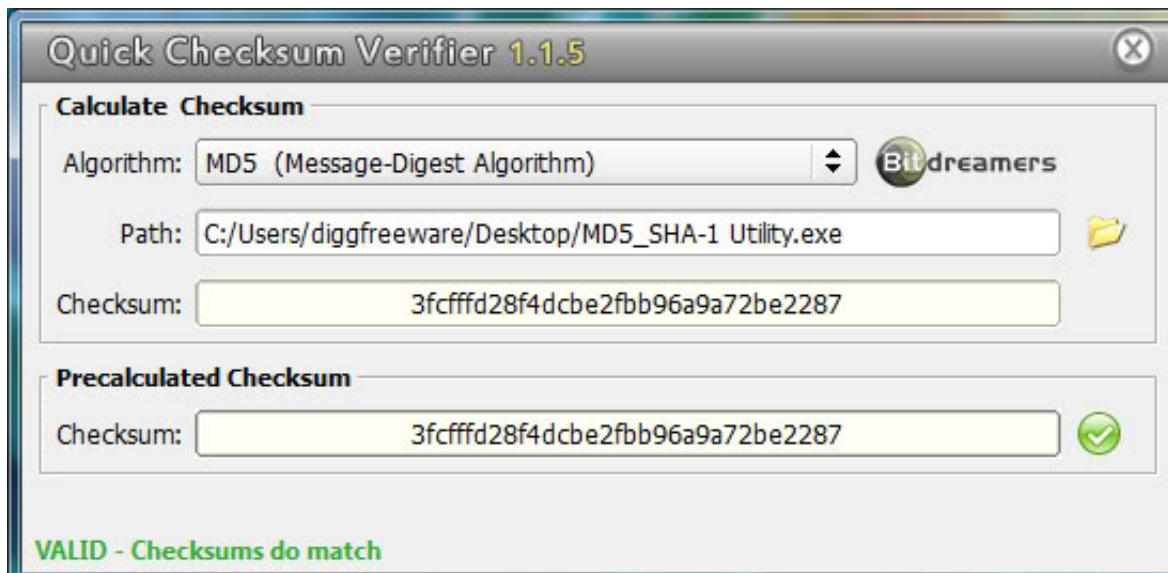 Quick Checksum Verifier 1.1.5
Calculate Checksum
Algorithm: MD5 (Message-Digest Algorithm) Bitdreamers
Path: C:/Users/diggfreeware/Desktop/MD5_SHA-1 Utility.exe
Checksum: 3fcfffd28f4dcbe2fbb96a9a72be2287
Precalculated Checksum
Checksum: 3fcfffd28f4dcbe2fbb96a9a72be2287
VALID - Checksums do match